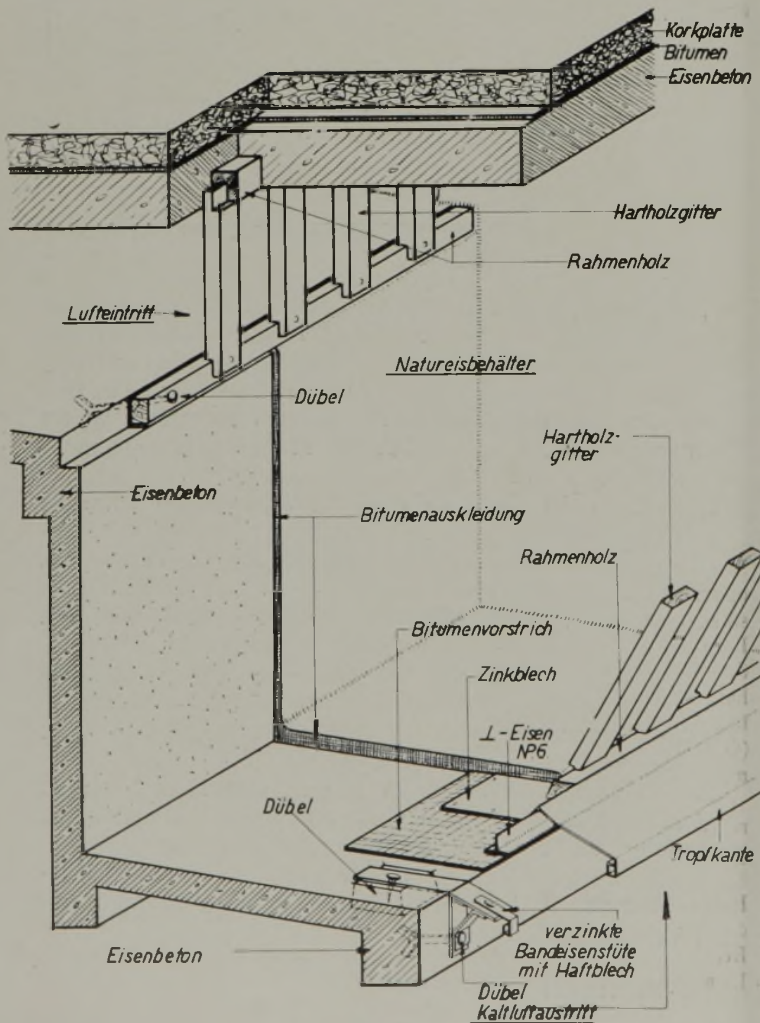 Korkplatte
Bitumen
Eisenbeton
Hartholzgitter
Rahmenholz
Lufteintritt
Natureisbehälter
Dübel
Hartholz-
gitter
Eisenbeton
Bitumenauskleidung
Rahmenholz
Bitumenvorstrich
Zinkblech
⊥-Eisen
Nº6
Dübel
Tropfkante
Eisenbeton
verzinkte
Bandeisenstüte
mit Haftblech
Dübel
Kaltluftaustritt